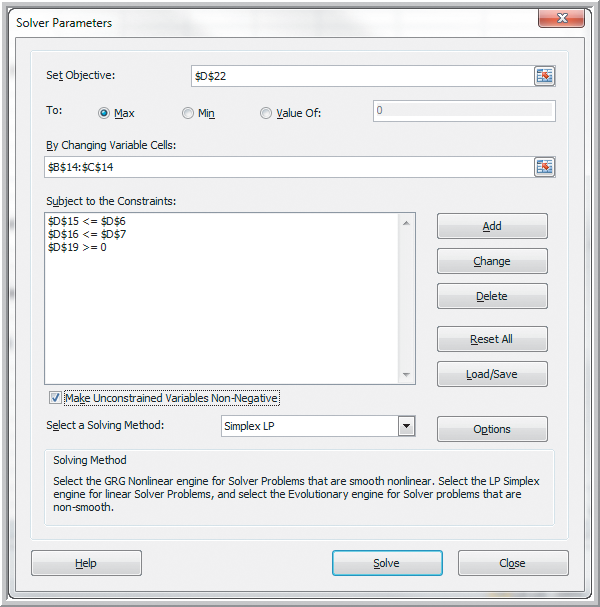 Solver Parameters
Set Objective:
$D$22
To:
Max
Min
Value Of:
0
By Changing Variable Cells:
$B$14:$C$14
Subject to the Constraints:
$D$15 <= $D$6
$D$16 <= $D$7
$D$19 >= 0
Add
Change
Delete
Reset All
Load/Save
Make Unconstrained Variables Non-Negative
Select a Solving Method:
Simplex LP
Options
Solving Method
Select the GRG Nonlinear engine for Solver Problems that are smooth nonlinear. Select the LP Simplex
engine for linear Solver Problems, and select the Evolutionary engine for Solver problems that are
non-smooth.
Help
Solve
Close